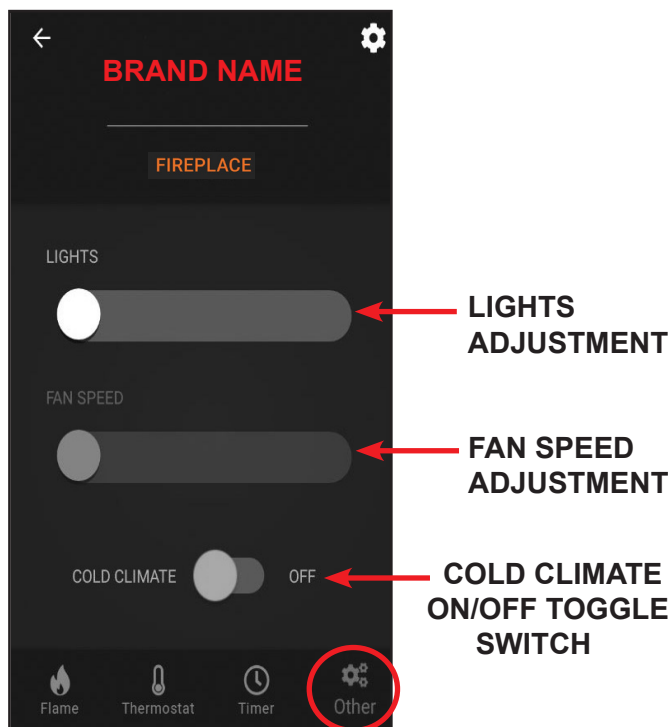 BRAND NAME
FIREPLACE
LIGHTS
LIGHTS
ADJUSTMENT
FAN SPEED
FAN SPEED
ADJUSTMENT
COLD CLIMATE OFF
COLD CLIMATE
ON/OFF TOGGLE
SWITCH
Flame Thermostat Timer Other